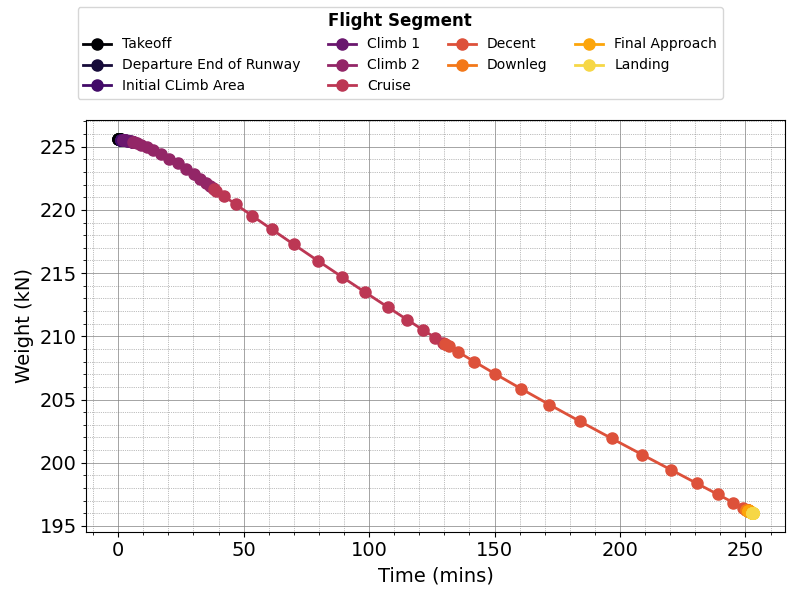 Flight Segment
Takeoff
Departure End of Runway
Initial CLimb Area
Climb 1
Climb 2
Cruise
Decent
Downleg
Final Approach
Landing
Weight (kN)
225
220
215
210
205
200
195
0 50 100 150 200 250
Time (mins)